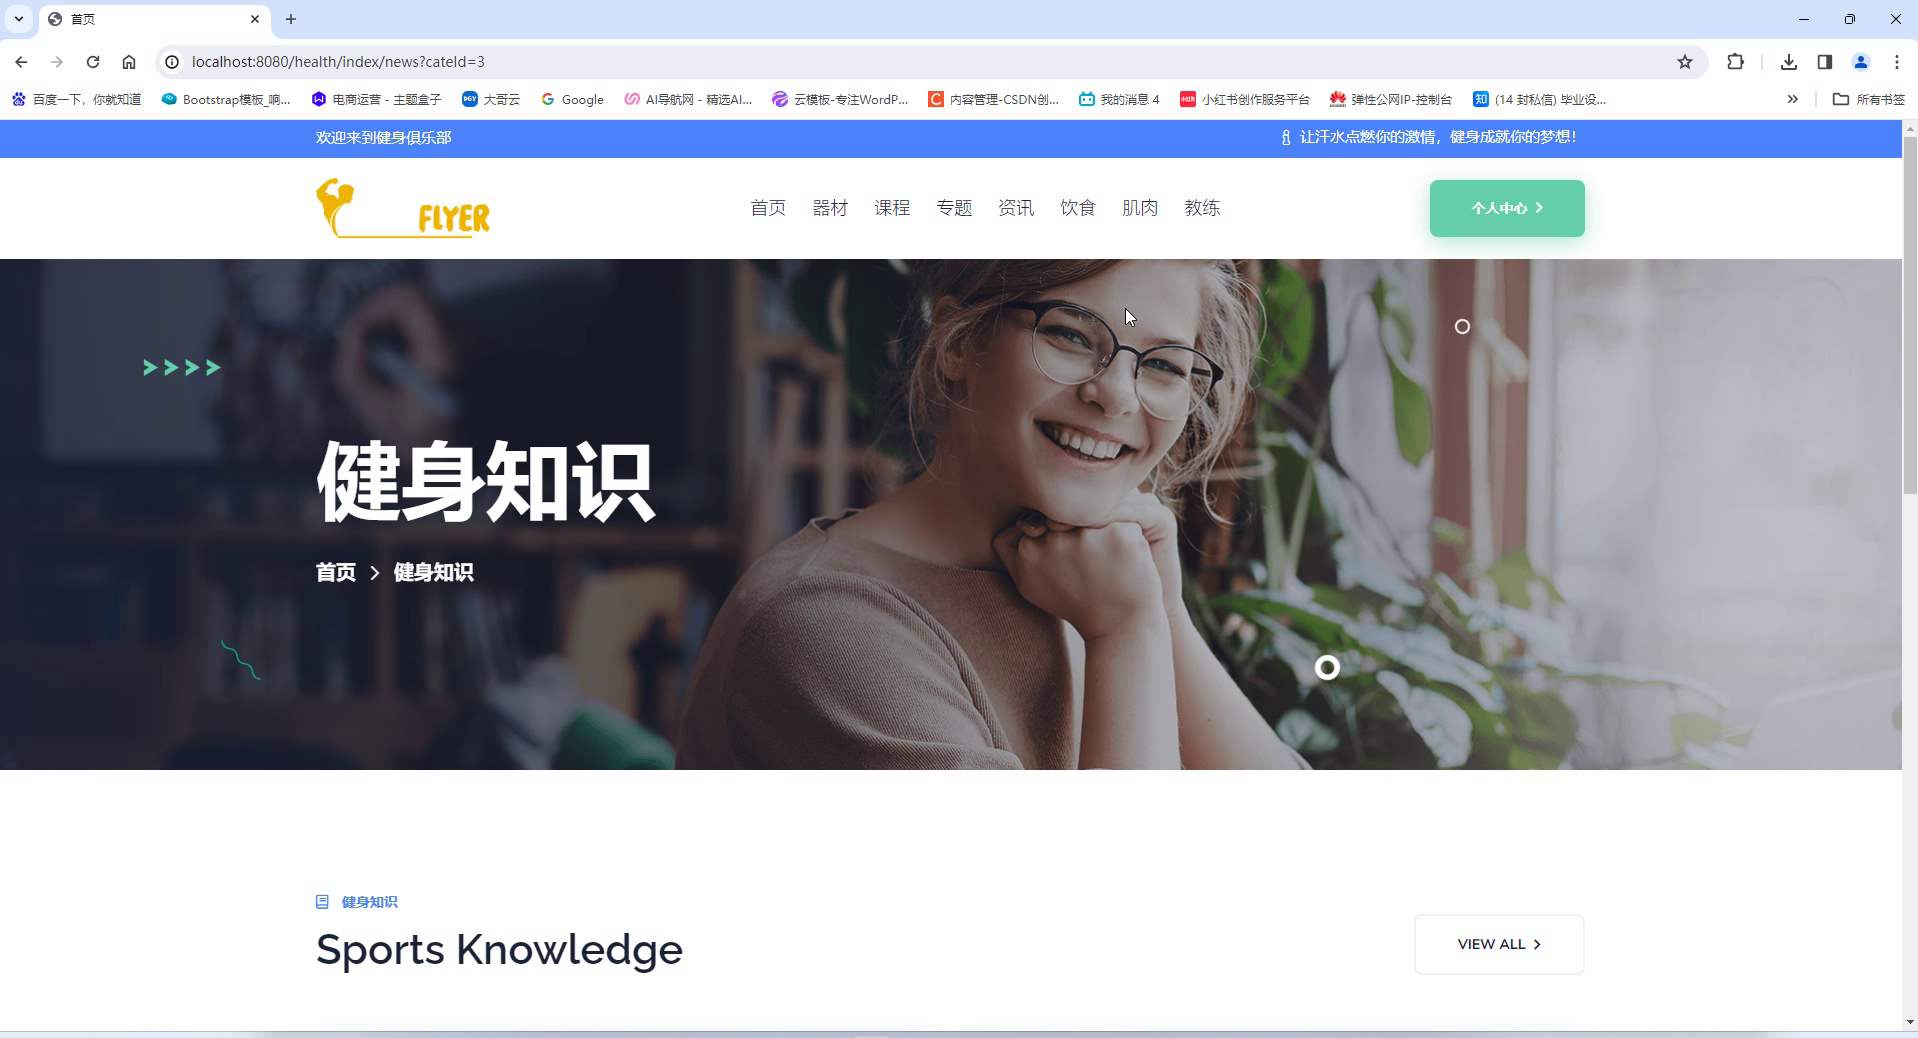 首页
localhost:8080/health/index/news?cateId=3
百度一下，你就知道 Bootstrap模板_响... 电商运营 - 主题盒子 大哥云 Google AI导航网 - 精选AI... 云模板-专注WordP... 内容管理-CSDN创... 我的消息 4 小红书创作服务平台 弹性公网IP-控制台 (14 封私信) 毕业设... 所有书签
欢迎来到健身俱乐部 让汗水点燃你的激情，健身成就你的梦想！
FLYER
首页 器材 课程 专题 资讯 饮食 肌肉 教练
个人中心
健身知识
首页 > 健身知识
健身知识
Sports Knowledge
VIEW ALL